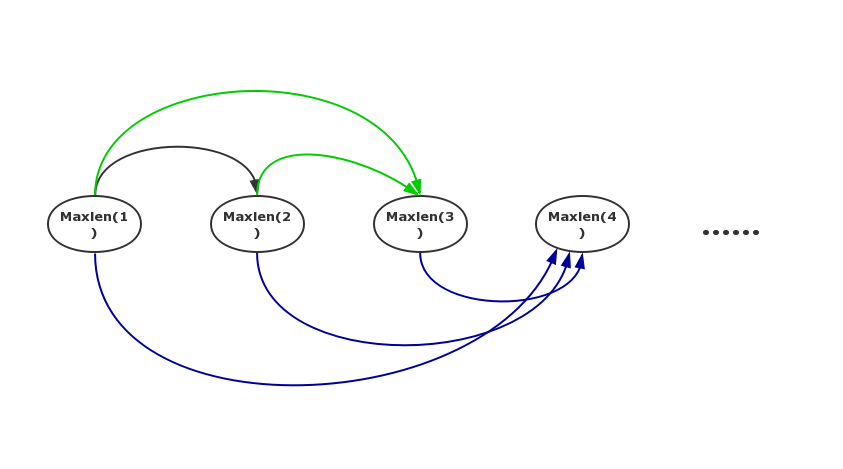 Maxlen(1
)
Maxlen(2
)
Maxlen(3
)
Maxlen(4
)
......